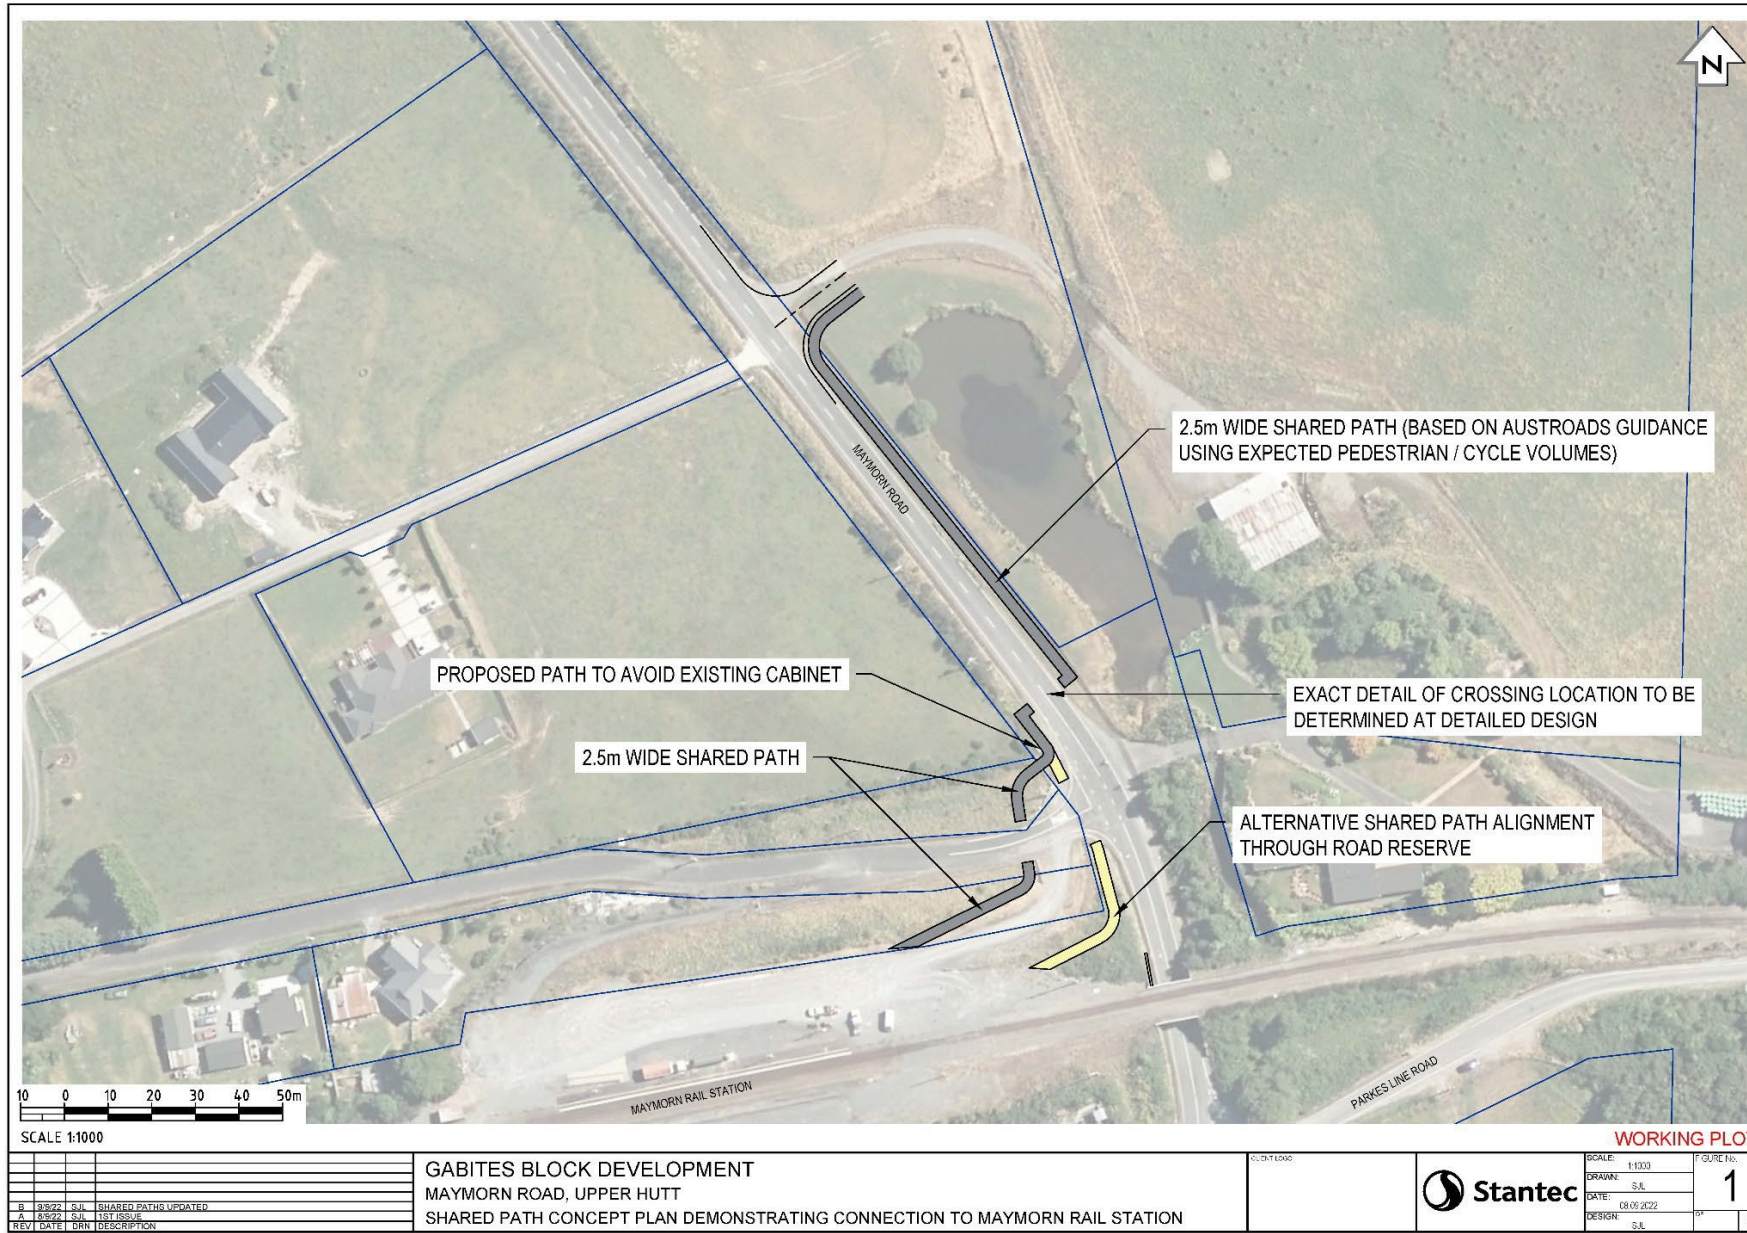 N
2.5m WIDE SHARED PATH (BASED ON AUSTROADS GUIDANCE
USING EXPECTED PEDESTRIAN / CYCLE VOLUMES)
MAYMORN ROAD
PROPOSED PATH TO AVOID EXISTING CABINET
EXACT DETAIL OF CROSSING LOCATION TO BE
DETERMINED AT DETAILED DESIGN
2.5m WIDE SHARED PATH
ALTERNATIVE SHARED PATH ALIGNMENT
THROUGH ROAD RESERVE
MAYMORN RAIL STATION
PARKES LINE ROAD
10 0 10 20 30 40 50m
SCALE 1:1000
WORKING PLO
B 9/9/22 SJL SHARED PATHS UPDATED
A 8/9/22 SJL 1ST ISSUE
REV DATE DRN DESCRIPTION
GABITES BLOCK DEVELOPMENT
MAYMORN ROAD, UPPER HUTT
SHARED PATH CONCEPT PLAN DEMONSTRATING CONNECTION TO MAYMORN RAIL STATION
CLIENT LOGO
Stantec
SCALE: 1:1000
DRAWN: SJL
DATE: 08.09.2022
DESIGN: SJL
FIGURE No.
1